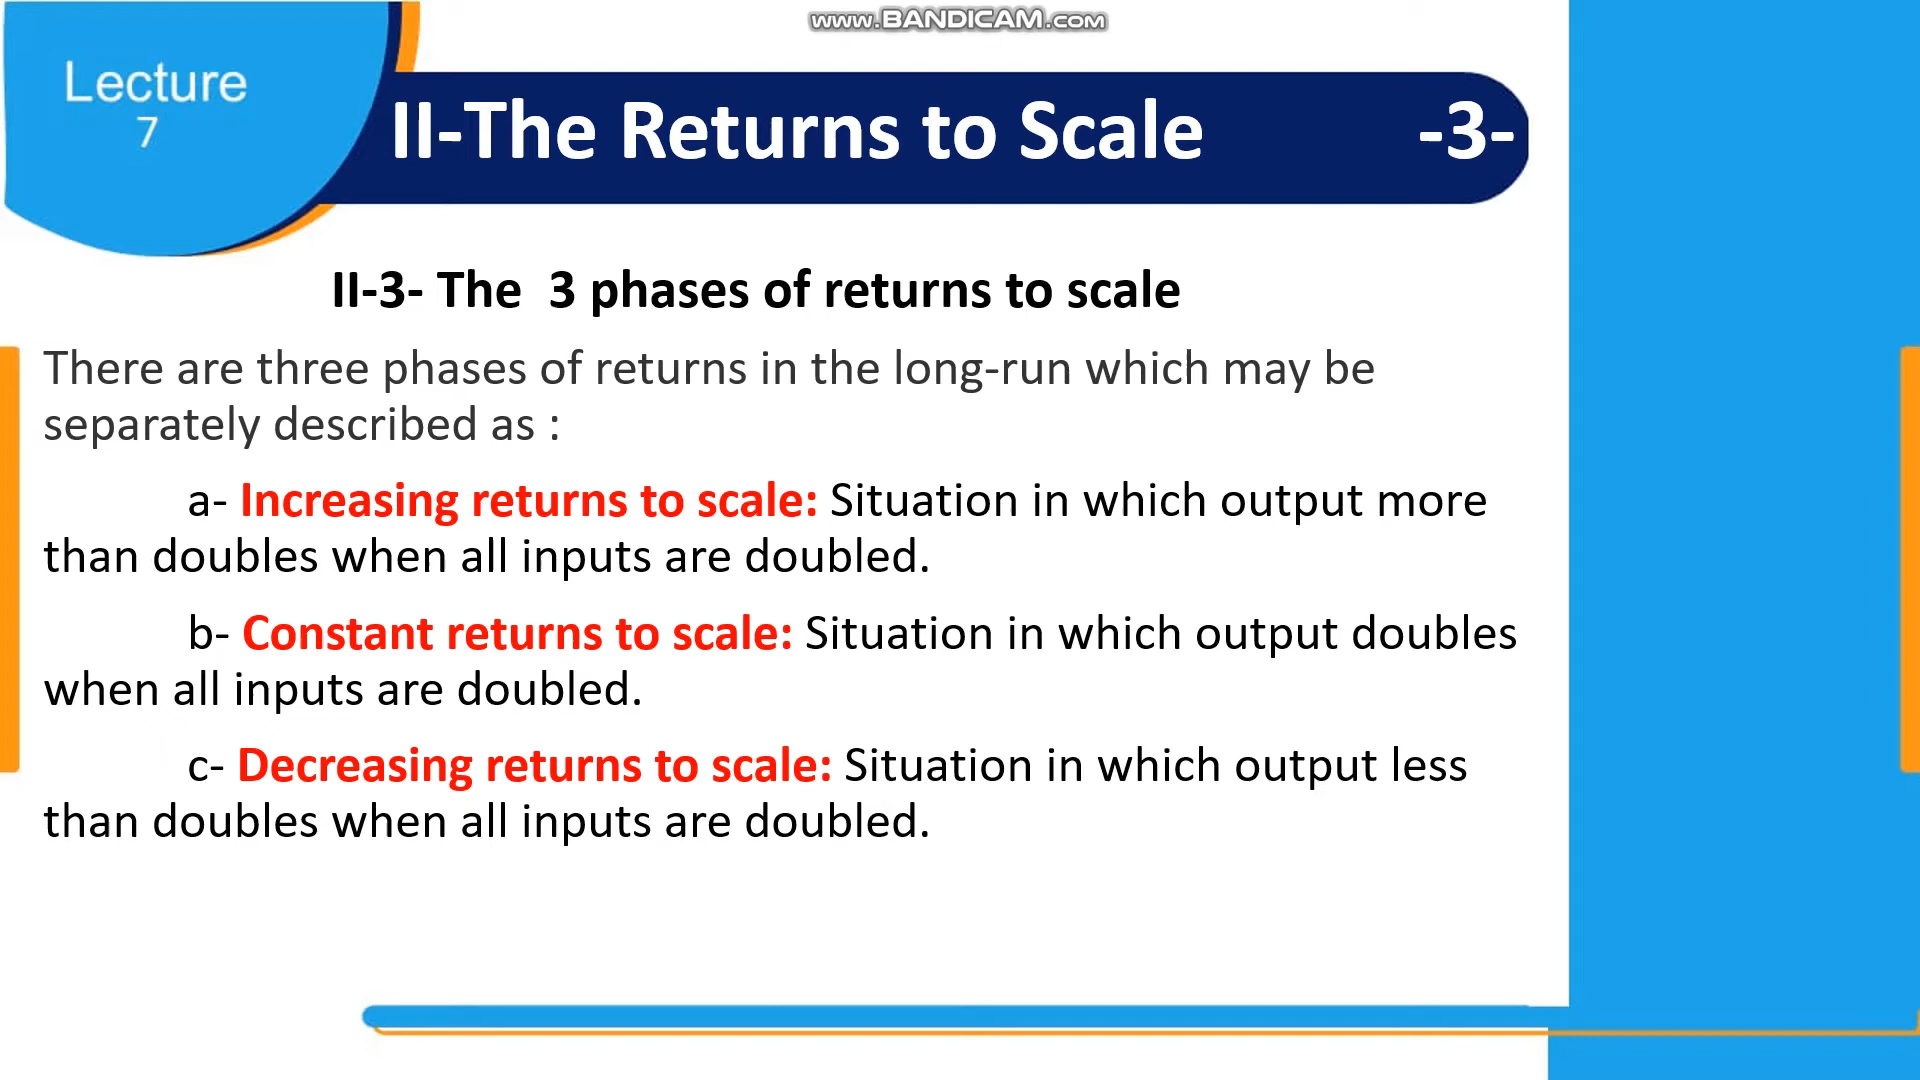 www.BANDICAM.com
Lecture
7
II-The Returns to Scale -3-
II-3- The 3 phases of returns to scale
There are three phases of returns in the long-run which may be
separately described as :
a- Increasing returns to scale: Situation in which output more
than doubles when all inputs are doubled.
b- Constant returns to scale: Situation in which output doubles
when all inputs are doubled.
c- Decreasing returns to scale: Situation in which output less
than doubles when all inputs are doubled.